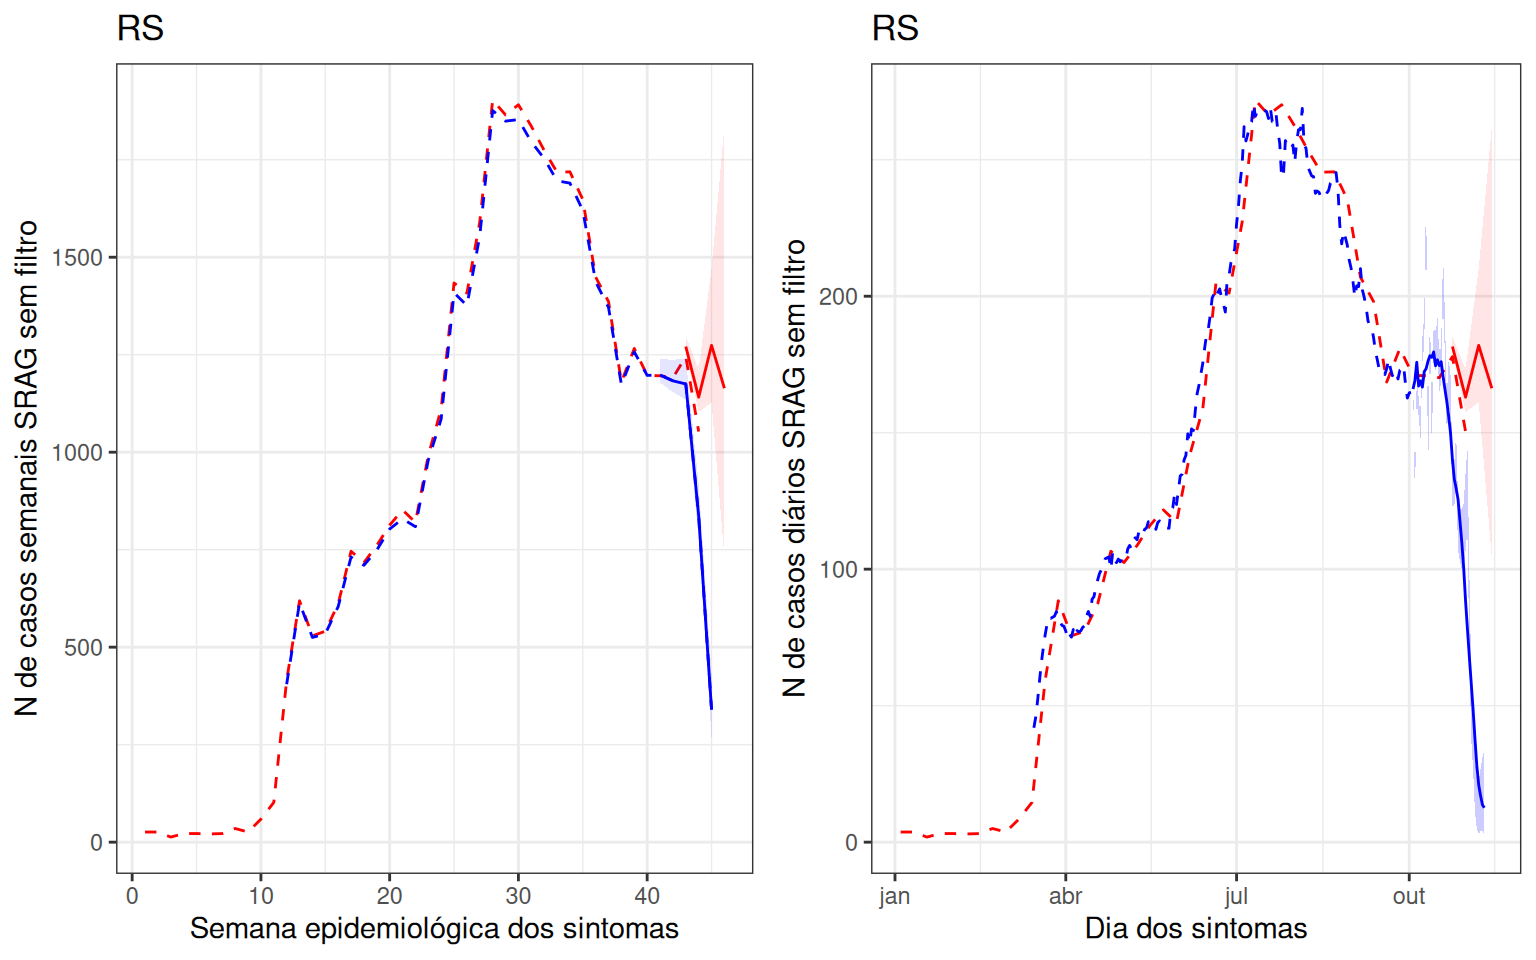 RS
N de casos semanais SRAG sem filtro
1500
1000
500
0
0 10 20 30 40
Semana epidemiológica dos sintomas
RS
N de casos diários SRAG sem filtro
200
100
0
jan abr jul out
Dia dos sintomas